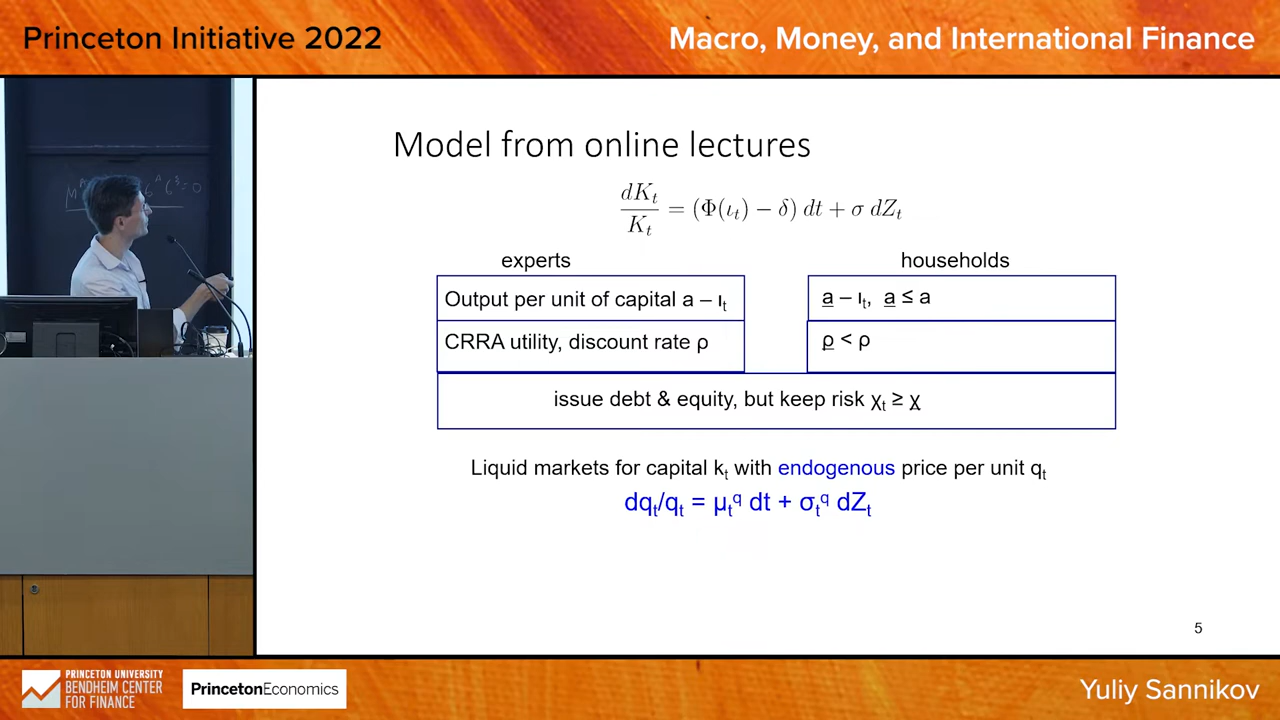 Princeton Initiative 2022
Macro, Money, and International Finance
Model from online lectures
dK_t/K_t = (Φ(ι_t) − δ) dt + σ dZ_t
experts
households
Output per unit of capital a – ι_t
a̲ – ι_t, a̲ ≤ a
CRRA utility, discount rate ρ
ρ̲ < ρ
issue debt & equity, but keep risk χ_t ≥ χ̲
Liquid markets for capital k_t with endogenous price per unit q_t
dq_t/q_t = μ_t^q dt + σ_t^q dZ_t
5
PRINCETON UNIVERSITY
BENDHEIM CENTER
FOR FINANCE
PrincetonEconomics
Yuliy Sannikov